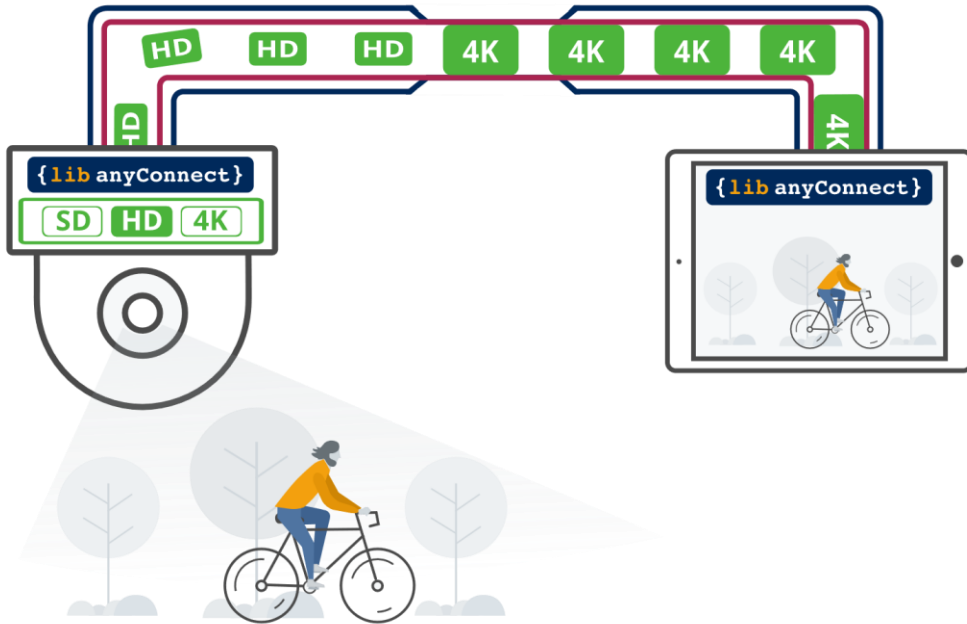 HD HD HD 4K 4K 4K 4K
HD
4K
{lib anyConnect}
SD HD 4K
{lib anyConnect}